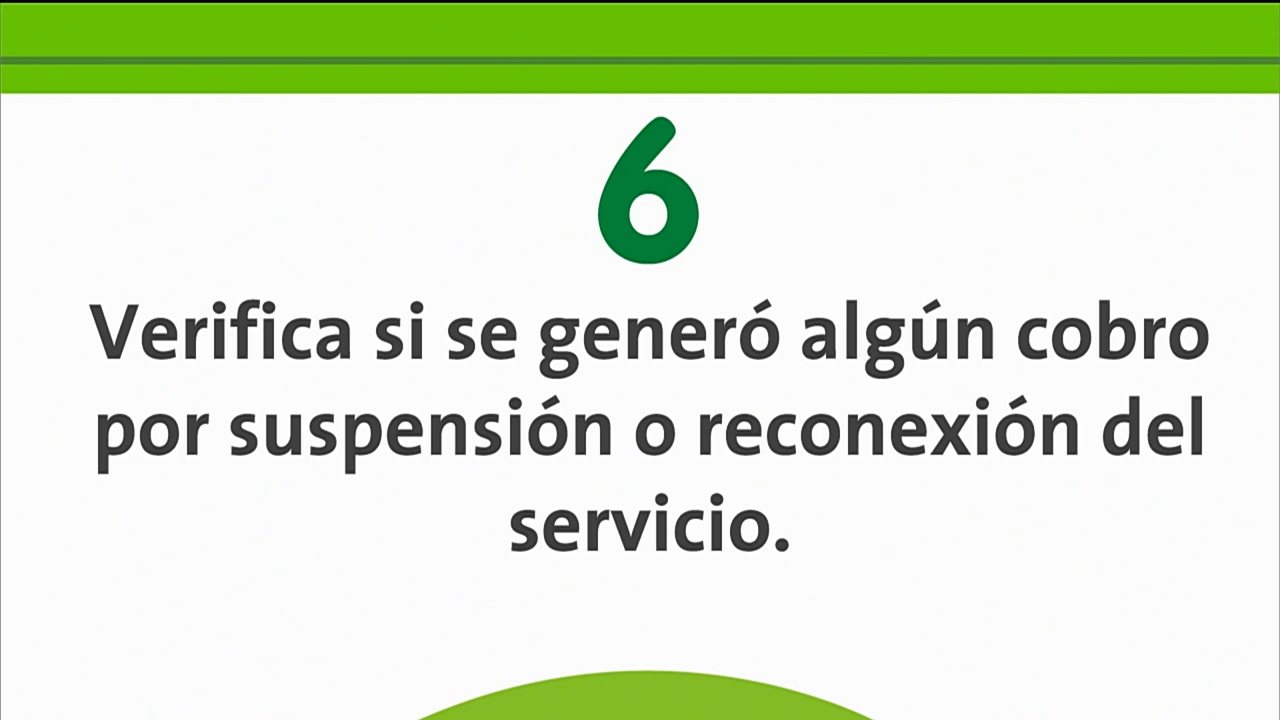 6
Verifica si se generó algún cobro
por suspensión o reconexión del
servicio.